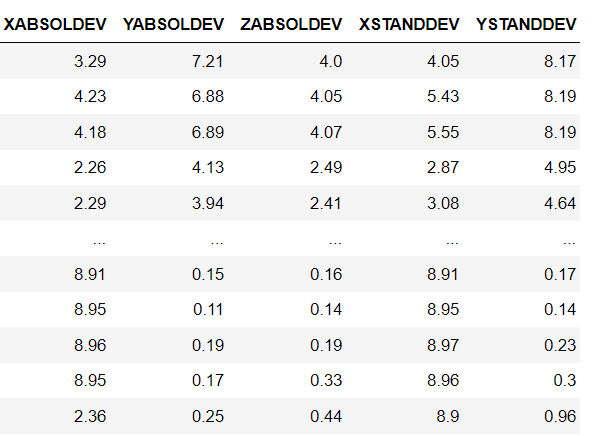 XABSOLDEV YABSOLDEV ZABSOLDEV XSTANDDEV YSTANDDEV
3.29 7.21 4.0 4.05 8.17
4.23 6.88 4.05 5.43 8.19
4.18 6.89 4.07 5.55 8.19
2.26 4.13 2.49 2.87 4.95
2.29 3.94 2.41 3.08 4.64
... ... ... ... ...
8.91 0.15 0.16 8.91 0.17
8.95 0.11 0.14 8.95 0.14
8.96 0.19 0.19 8.97 0.23
8.95 0.17 0.33 8.96 0.3
2.36 0.25 0.44 8.9 0.96